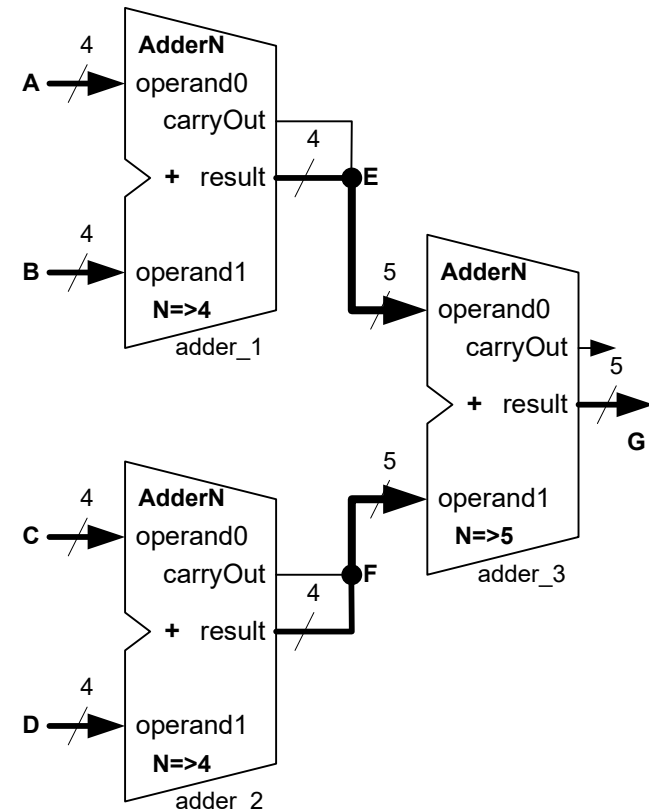 4
AdderN
A
operand0
carryOut
4
+ result
E
4
B
operand1
N=>4
adder_1
5
AdderN
operand0
carryOut
5
+ result
G
5
operand1
N=>5
adder_3
4
AdderN
C
operand0
carryOut
F
4
+ result
4
D
operand1
N=>4
adder_2